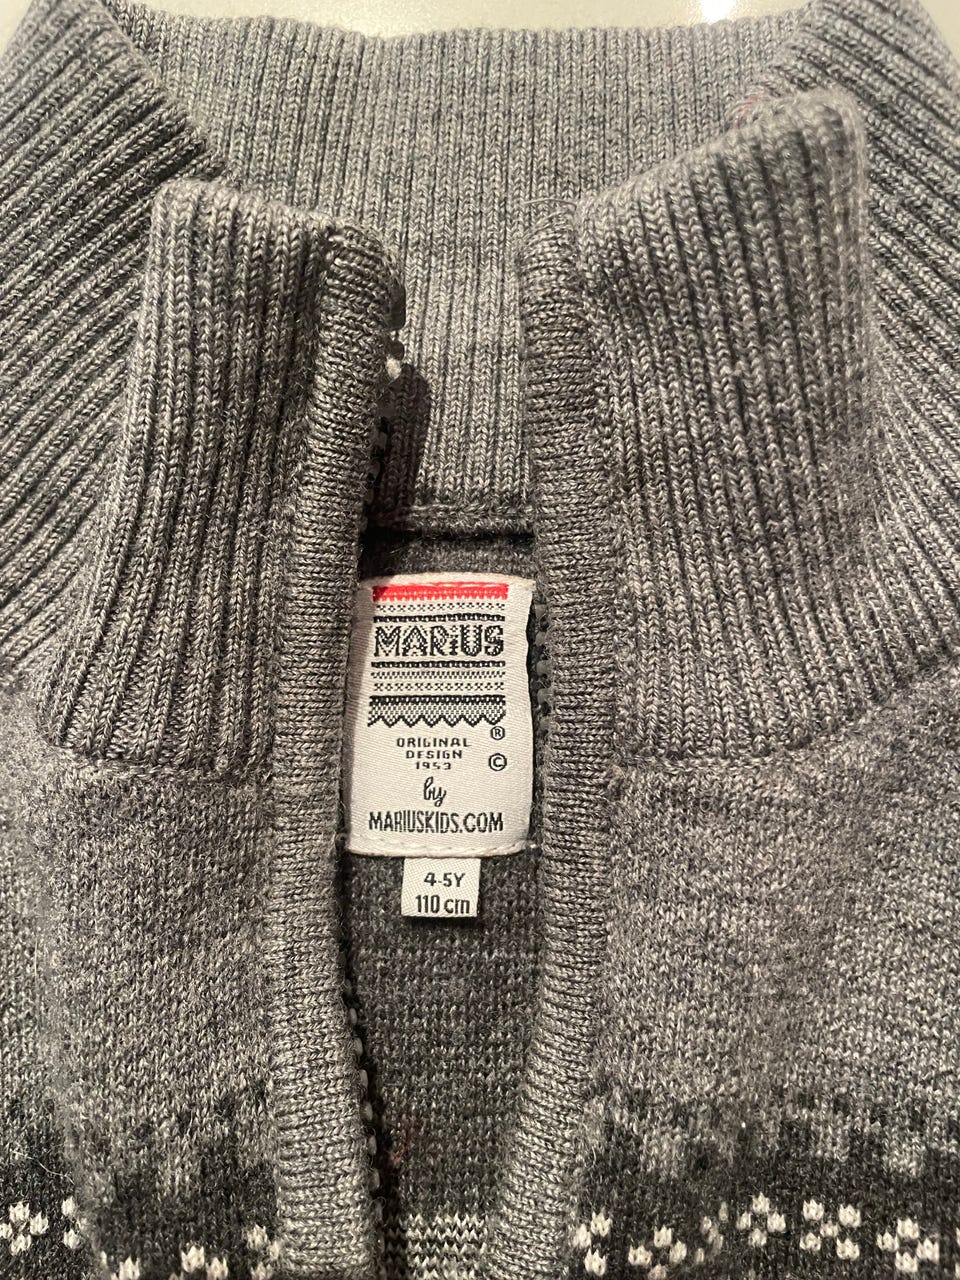 MARiUS
®
ORIGINAL
DESIGN
1953
©
by
MARIUSKIDS.COM
4-5Y
110 cm